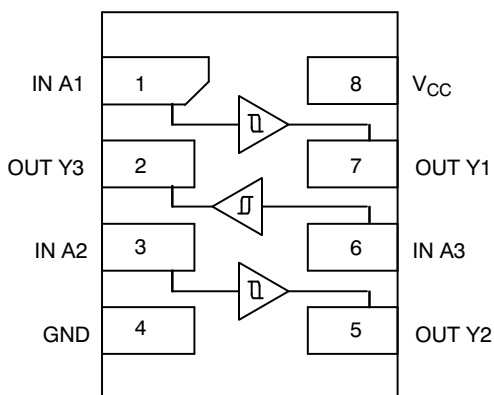 IN A1 1 8 VCC
OUT Y3 2 7 OUT Y1
IN A2 3 6 IN A3
GND 4 5 OUT Y2